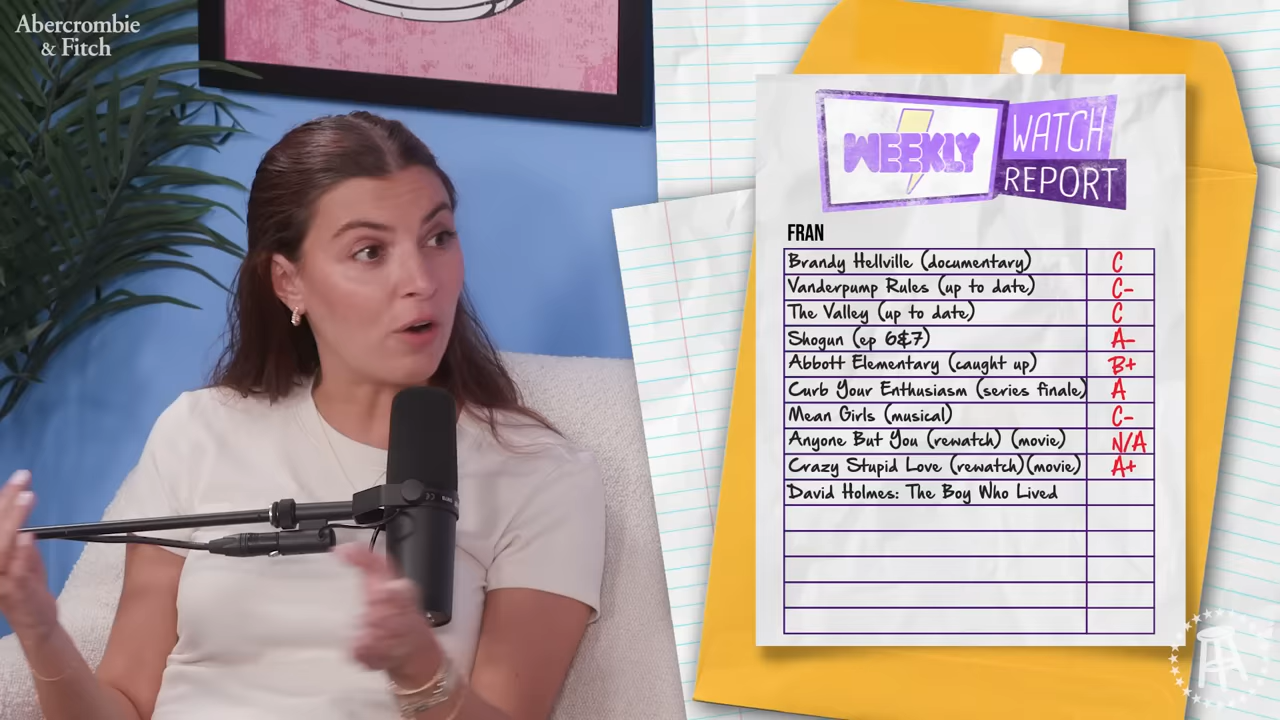 Abercrombie
& Fitch
WEEKLY
WATCH
REPORT
FRAN
Brandy Hellville (documentary) C
Vanderpump Rules (up to date) C-
The Valley (up to date) C
Shogun (ep 6&7) A-
Abbott Elementary (caught up) B+
Curb Your Enthusiasm (series finale) A
Mean Girls (musical) C-
Anyone But You (rewatch) (movie) N/A
Crazy Stupid Love (rewatch)(movie) A+
David Holmes: The Boy Who Lived